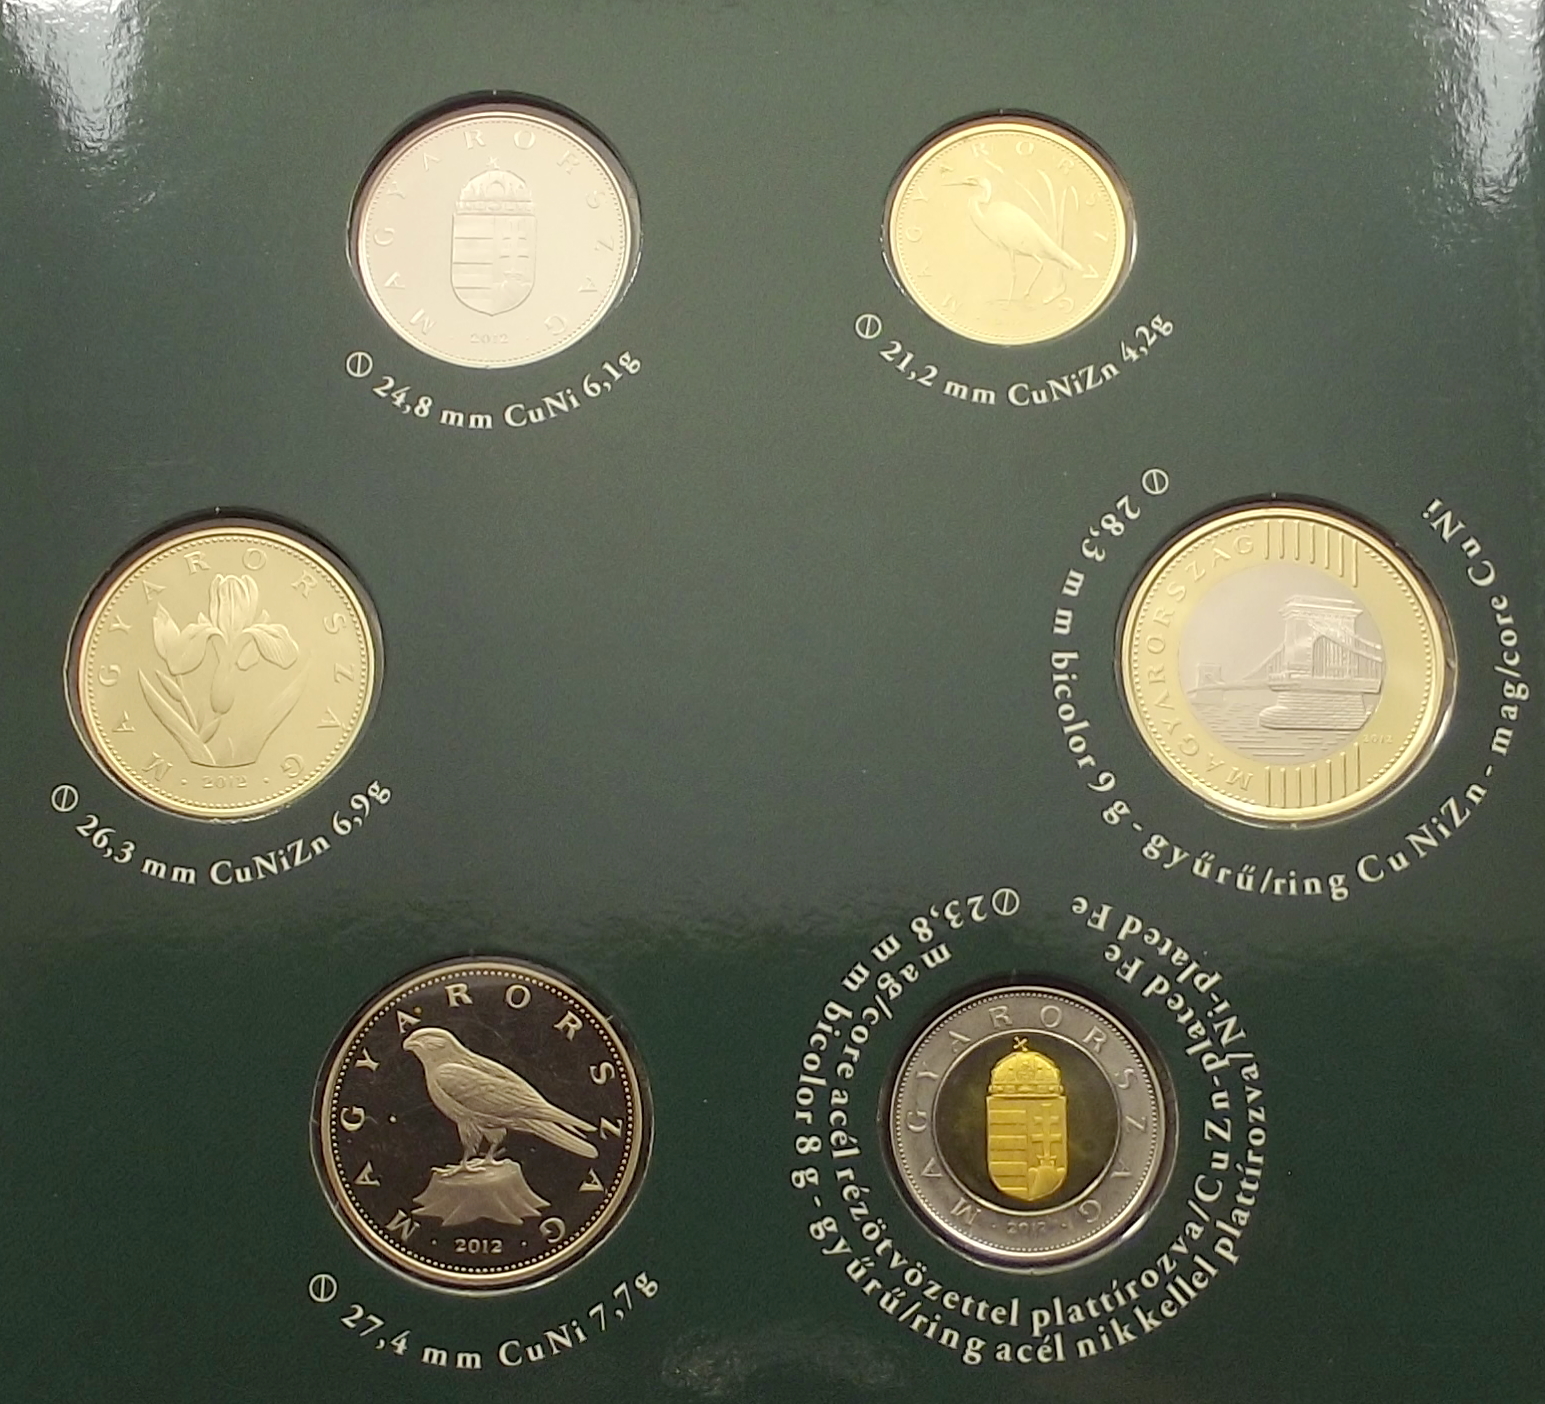 MAGYARORSZÁG
2012
⌀ 24,8 mm CuNi 6,1g
MAGYARORSZÁG
⌀ 21,2 mm CuNiZn 4,2g
MAGYARORSZÁG
· 2012 ·
⌀ 26,3 mm CuNiZn 6,9g
MAGYARORSZÁG
2012
⌀ 28,3 mm bicolor 9 g - gyűrű/ring CuNiZn - mag/core CuNi
MAGYARORSZÁG
· 2012 ·
⌀ 27,4 mm CuNi 7,7g
MAGYARORSZÁG
· 2012 ·
⌀ 23,8 mm bicolor 8 g - gyűrű/ring acél nikkellel plattírozva/Ni-plated Fe
mag/core acél rézötvözettel plattírozva/CuZn-plated Fe